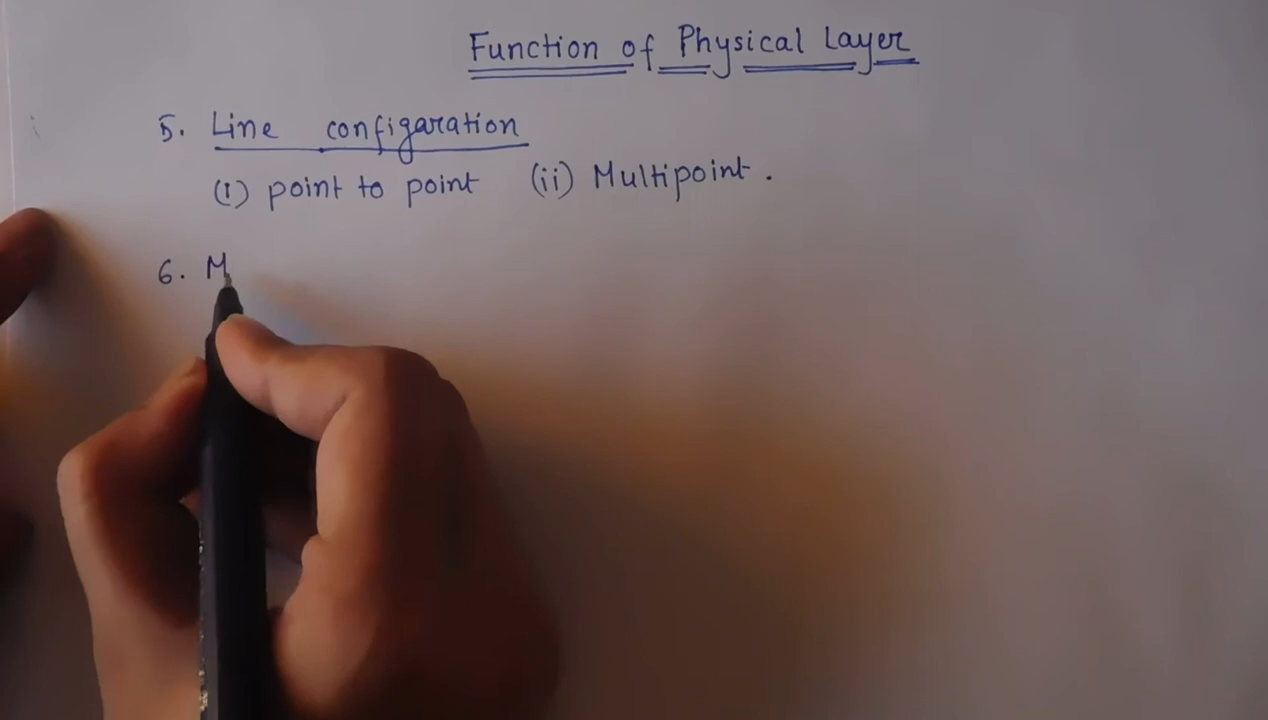 Function of Physical Layer
5. Line configaration
(i) point to point (ii) Multipoint.
6. M